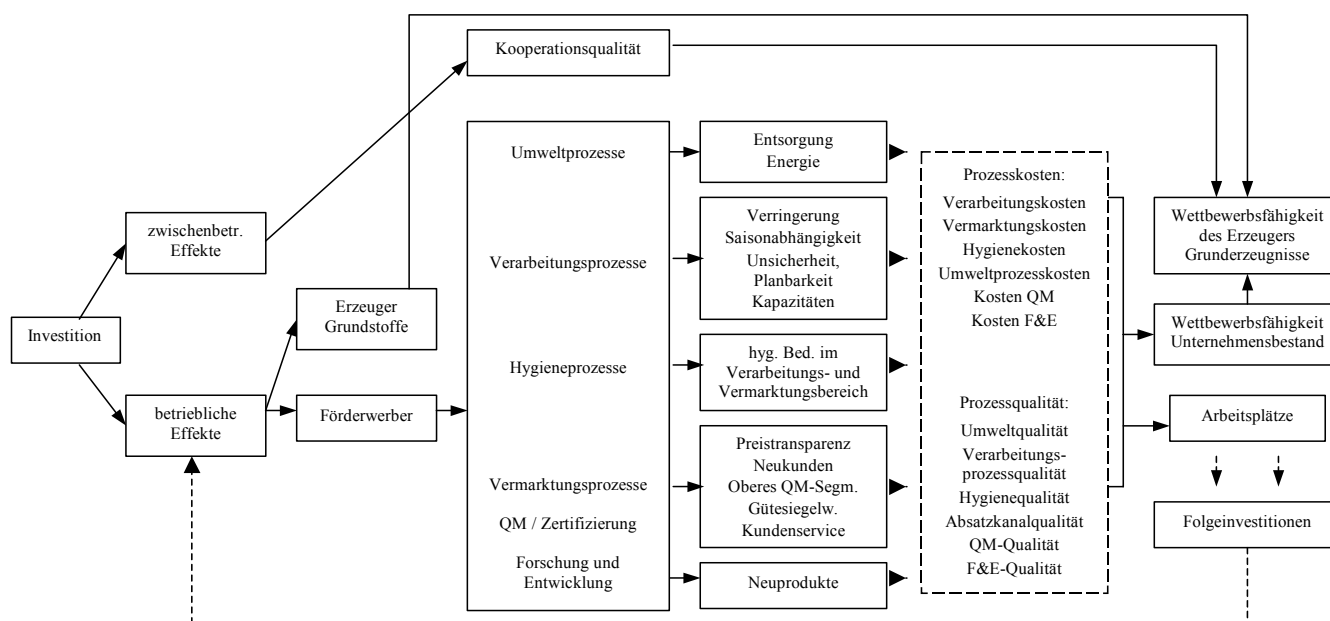 Kooperationsqualität
zwischenbetr.
Effekte
Investition
betriebliche
Effekte
Erzeuger
Grundstoffe
Förderwerber
Umweltprozesse
Verarbeitungsprozesse
Hygieneprozesse
Vermarktungsprozesse
QM / Zertifizierung
Forschung und
Entwicklung
Entsorgung
Energie
Verringerung
Saisonabhängigkeit
Unsicherheit,
Planbarkeit
Kapazitäten
hyg. Bed. im
Verarbeitungs- und
Vermarktungsbereich
Preistransparenz
Neukunden
Oberes QM-Segm.
Gütesiegelw.
Kundenservice
Neuprodukte
Prozesskosten:
Verarbeitungskosten
Vermarktungskosten
Hygienekosten
Umweltprozesskosten
Kosten QM
Kosten F&E
Prozessqualität:
Umweltqualität
Verarbeitungs-
prozessqualität
Hygienequalität
Absatzkanalqualität
QM-Qualität
F&E-Qualität
Wettbewerbsfähigkeit
des Erzeugers
Grunderzeugnisse
Wettbewerbsfähigkeit
Unternehmensbestand
Arbeitsplätze
Folgeinvestitionen